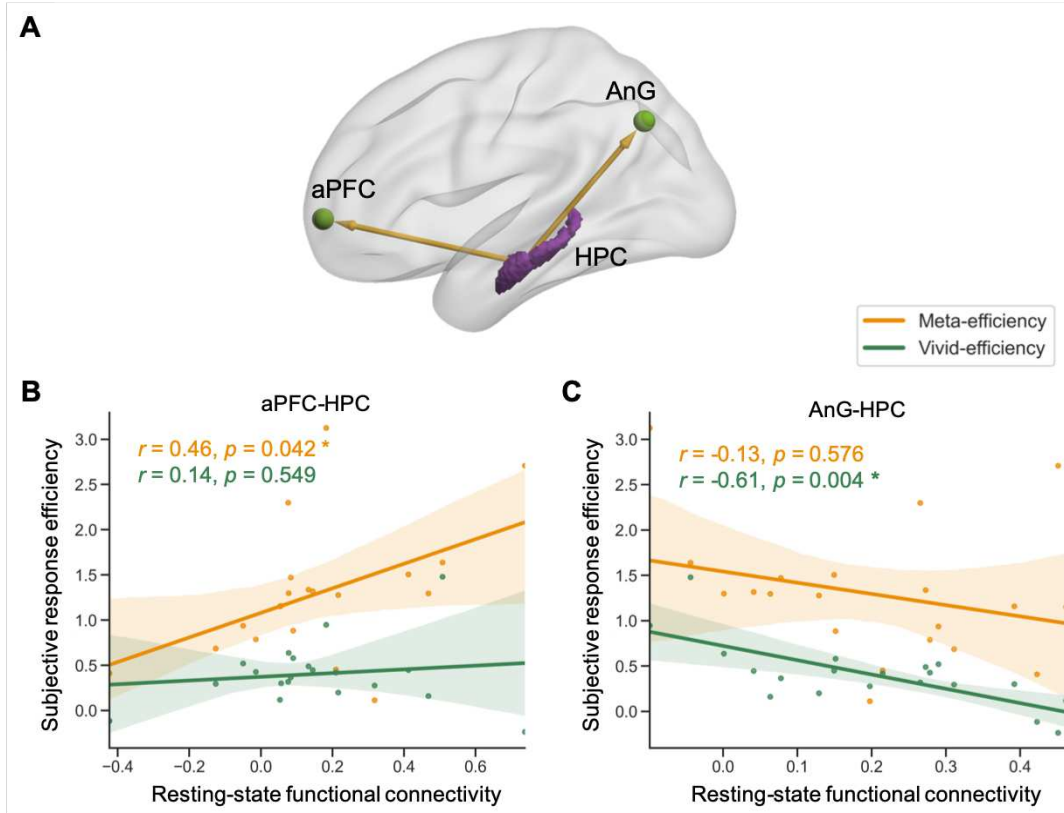 A
AnG
aPFC
HPC
Meta-efficiency
Vivid-efficiency
B
aPFC-HPC
r = 0.46, p = 0.042 *
r = 0.14, p = 0.549
Subjective response efficiency
3.0
2.5
2.0
1.5
1.0
0.5
0.0
−0.4 −0.2 0.0 0.2 0.4 0.6
Resting-state functional connectivity
C
AnG-HPC
r = -0.13, p = 0.576
r = -0.61, p = 0.004 *
Subjective response efficiency
3.0
2.5
2.0
1.5
1.0
0.5
0.0
0.0 0.1 0.2 0.3 0.4
Resting-state functional connectivity